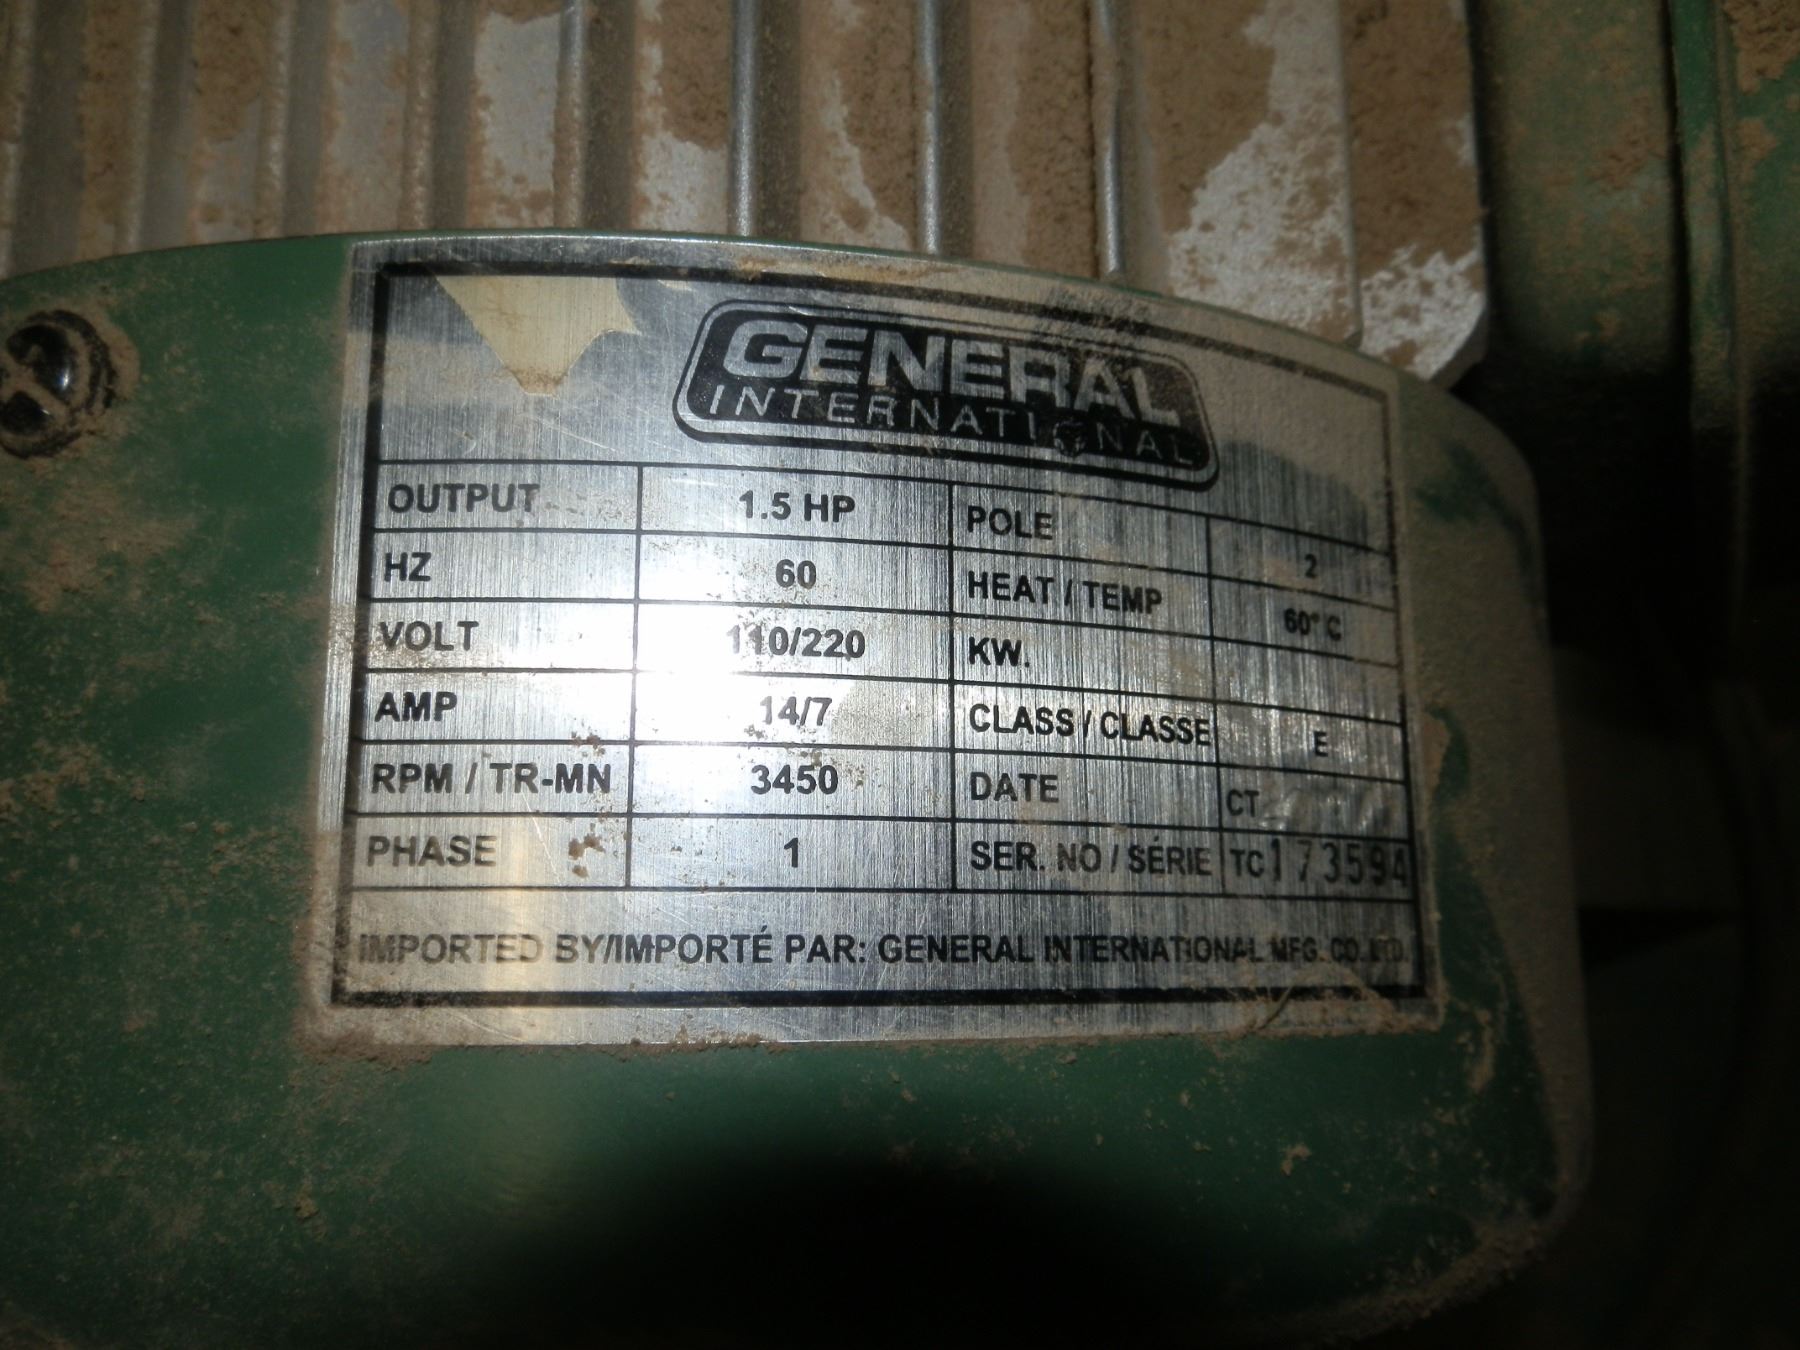 GENERAL
INTERNATIONAL
OUTPUT 1.5 HP POLE 2
HZ 60 HEAT / TEMP 60° C
VOLT 110/220 KW.
AMP 14/7 CLASS / CLASSE E
RPM / TR-MN 3450 DATE CT
PHASE 1 SER. NO / SÉRIE TC173594
IMPORTED BY/IMPORTÉ PAR: GENERAL INTERNATIONAL MFG. CO. LTD.